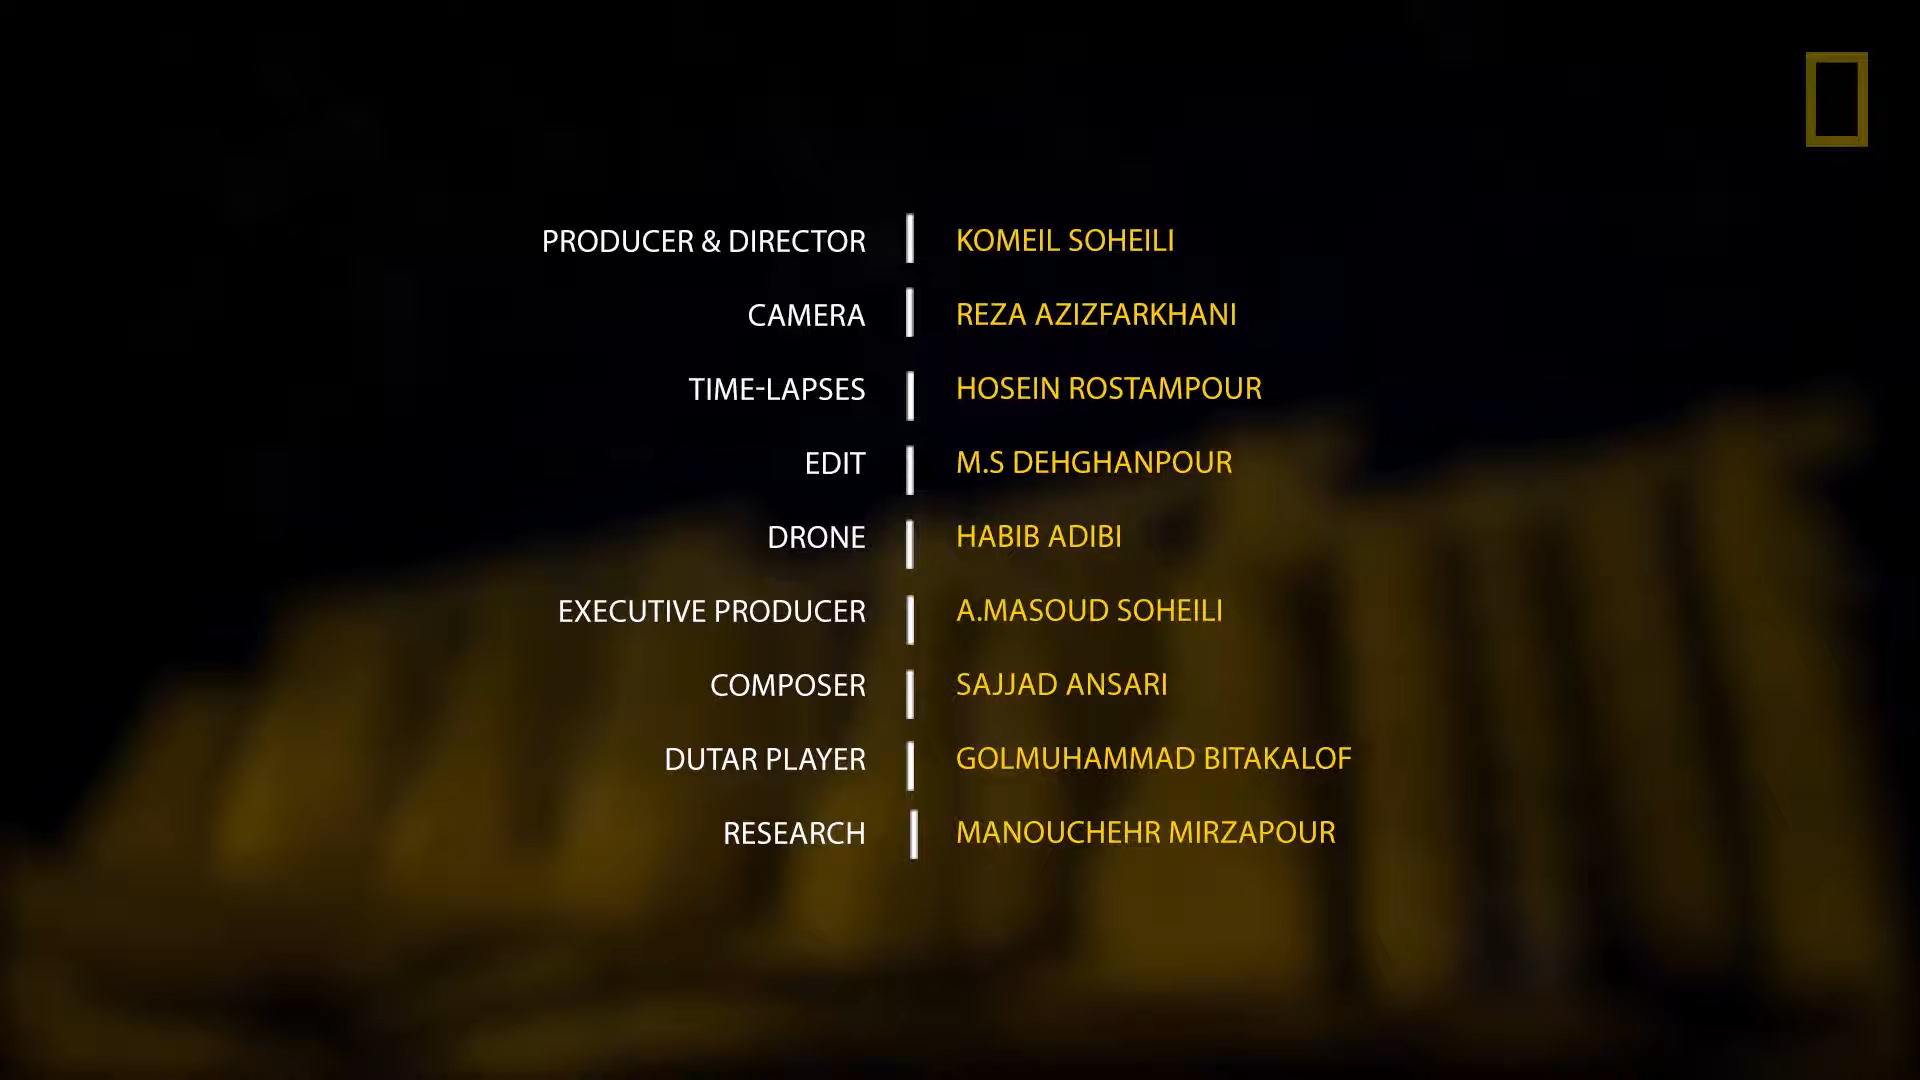 PRODUCER & DIRECTOR KOMEIL SOHEILI
CAMERA REZA AZIZFARKHANI
TIME-LAPSES HOSEIN ROSTAMPOUR
EDIT M.S DEHGHANPOUR
DRONE HABIB ADIBI
EXECUTIVE PRODUCER A.MASOUD SOHEILI
COMPOSER SAJJAD ANSARI
DUTAR PLAYER GOLMUHAMMAD BITAKALOF
RESEARCH MANOUCHEHR MIRZAPOUR